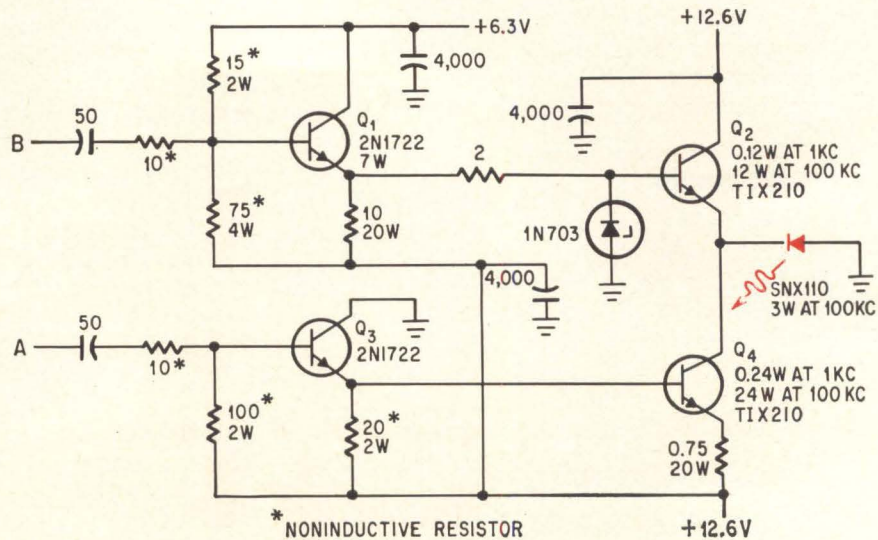 +12.6V
+6.3V
15*
2W
4,000
4,000
50
B
10*
Q1
2N1722
7W
2
Q2
0.12W AT 1KC
12 W AT 100 KC
TIX210
75*
4W
10
20W
1N703
4,000
SNX110
3W AT 100KC
50
A
10*
Q3
2N1722
Q4
0.24W AT 1KC
24W AT 100 KC
TIX210
100*
2W
20*
2W
0.75
20W
*NONINDUCTIVE RESISTOR
+12.6V